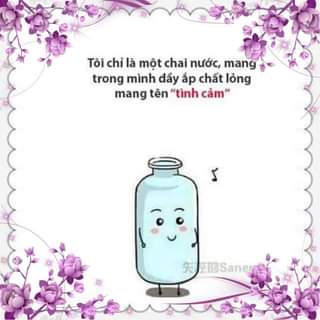 Tôi chỉ là một chai nước, mang
trong mình đầy ắp chất lỏng
mang tên "tình cảm"